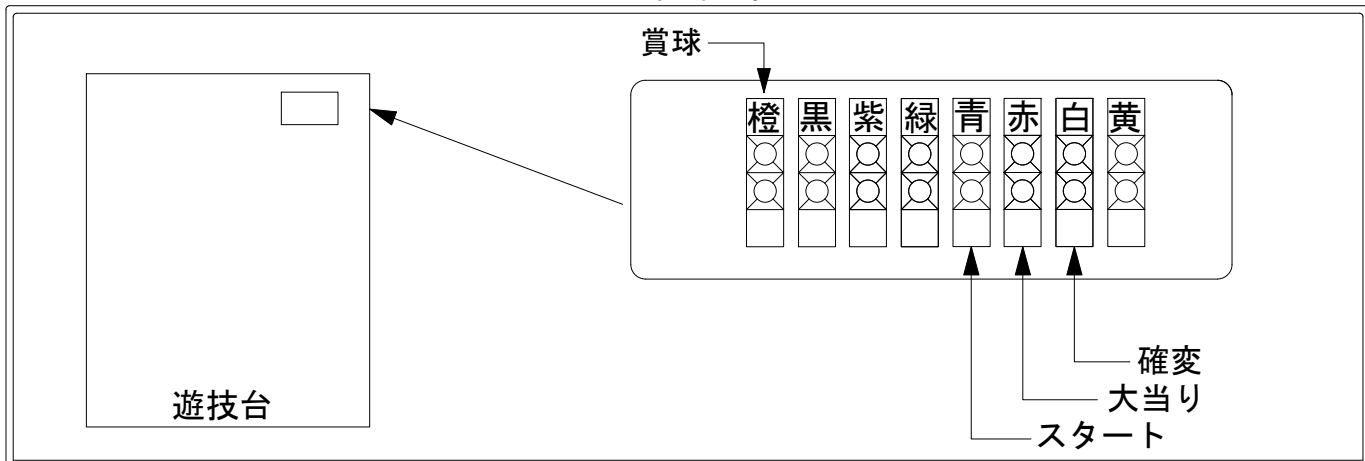 賞球
橙 黒 紫 緑 青 赤 白 黄
確変
大当り
スタート
遊技台